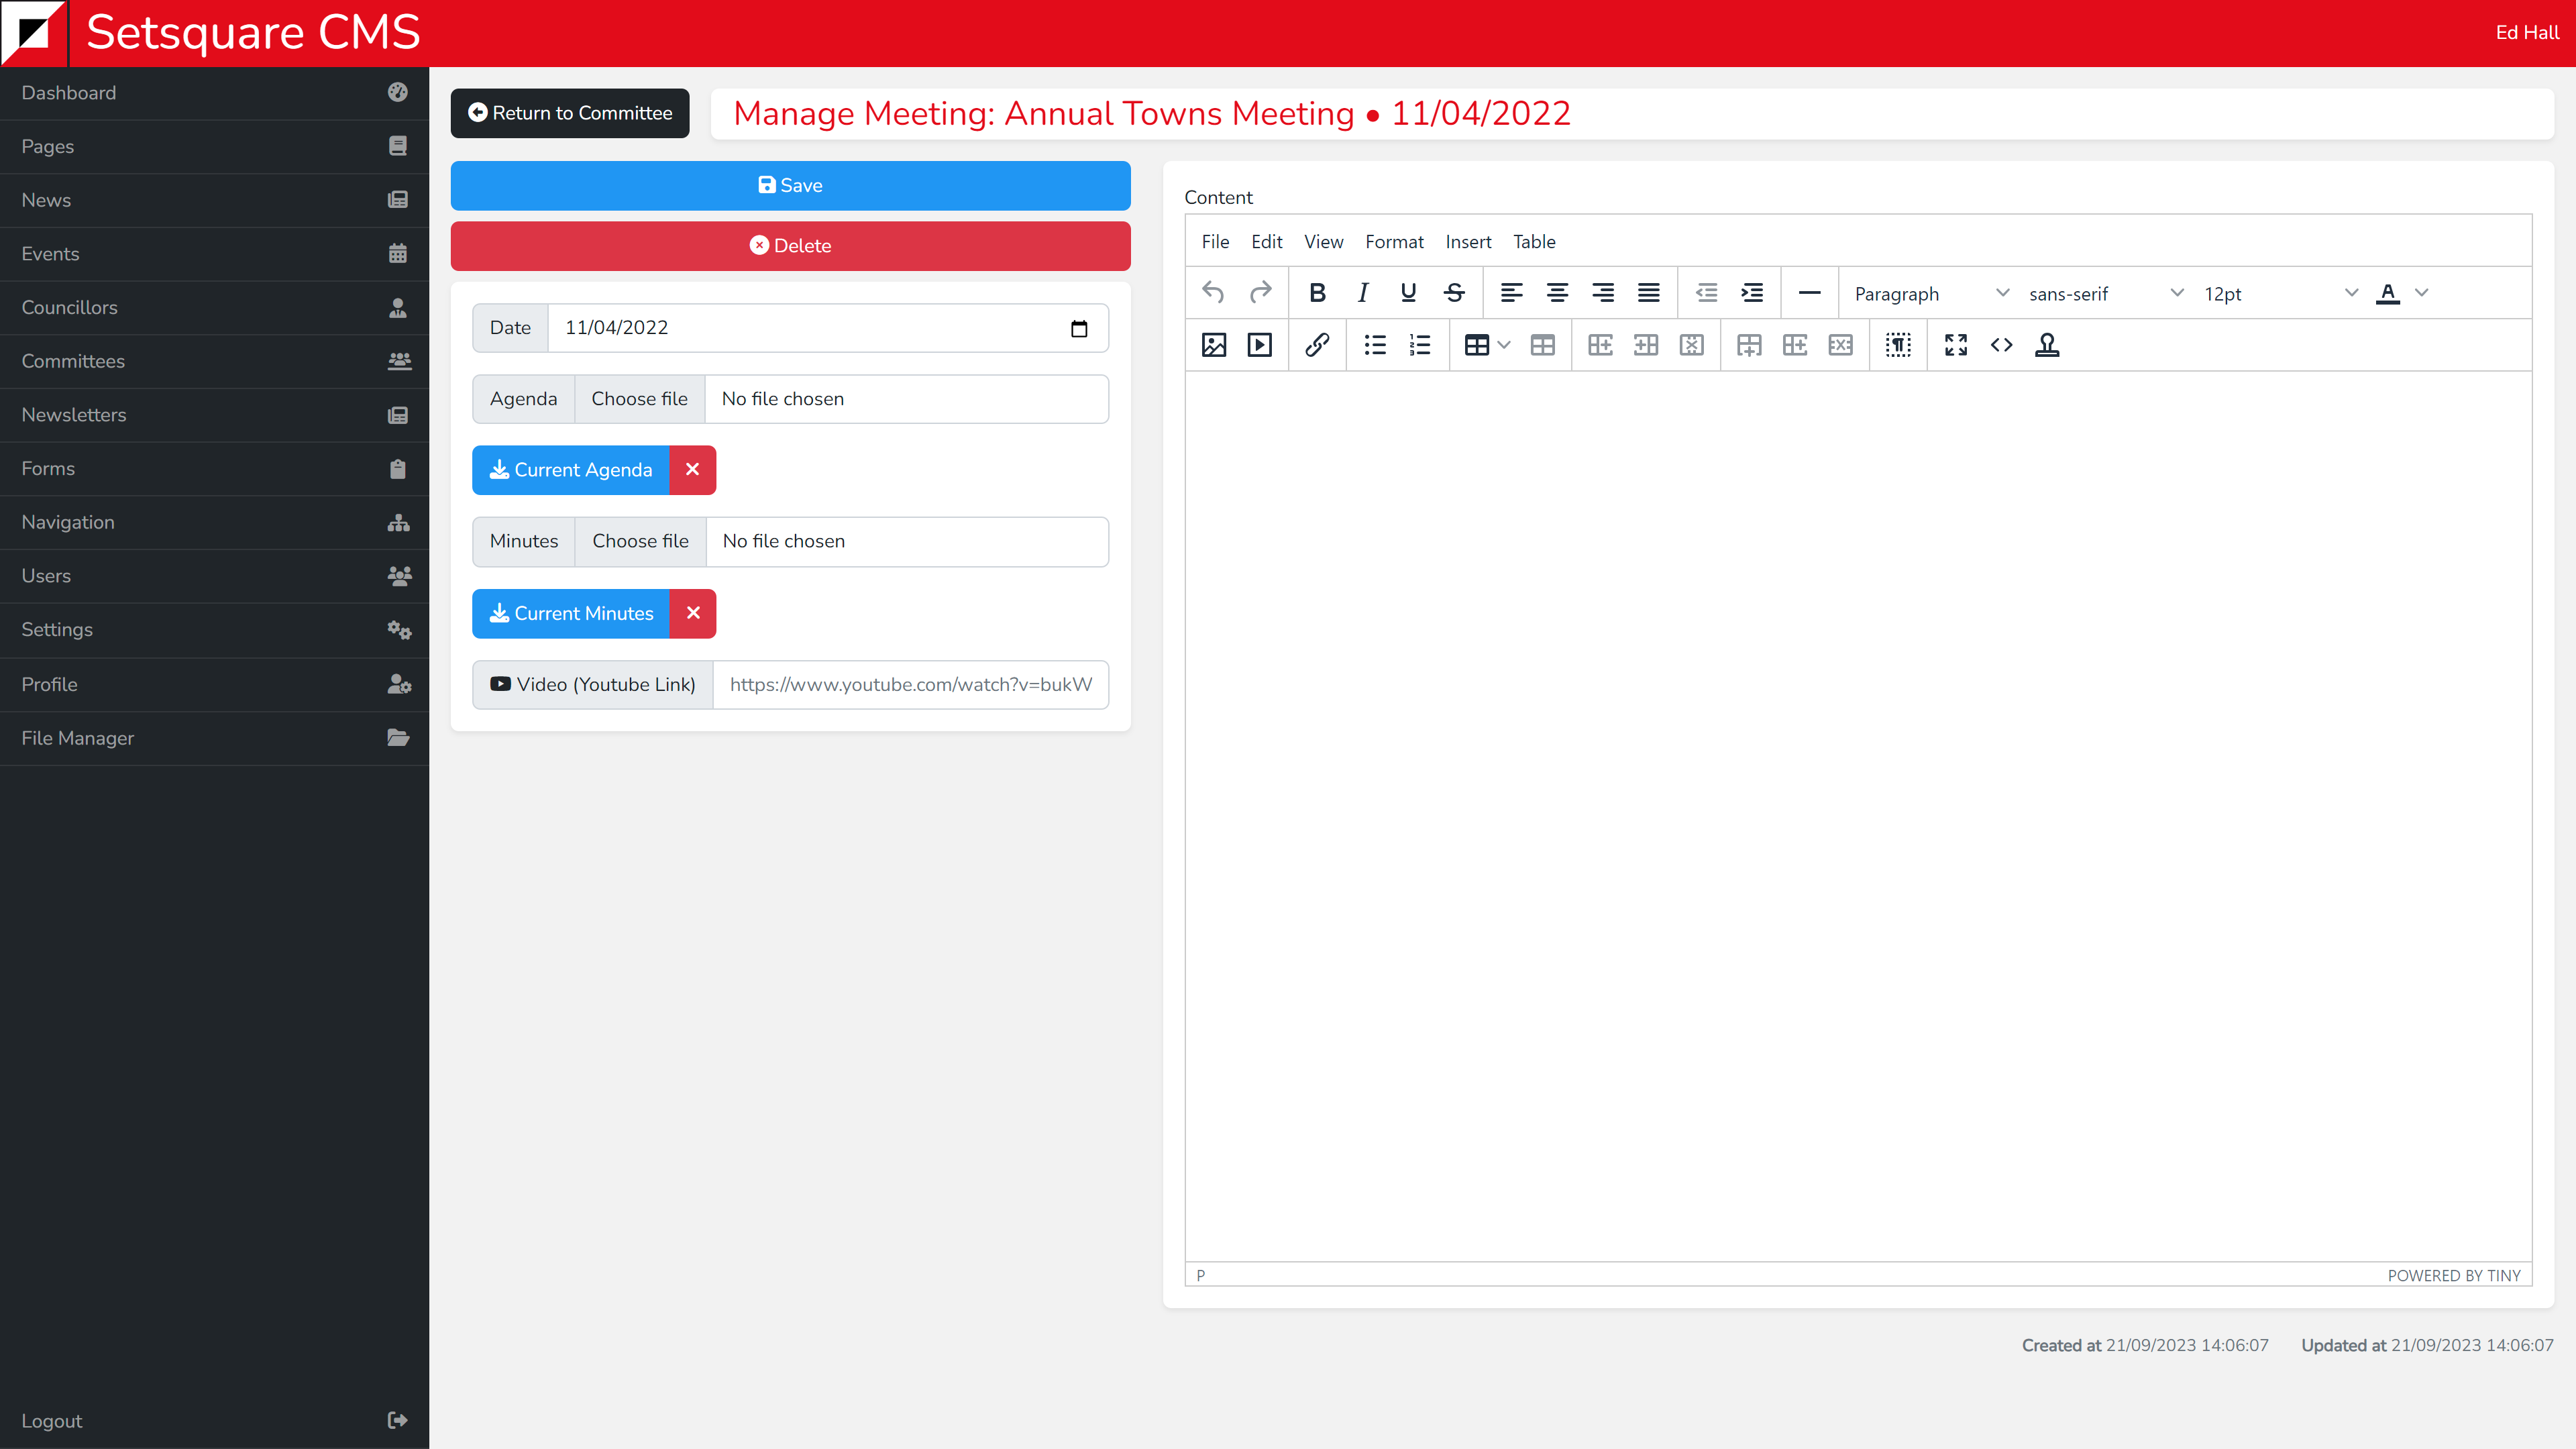 Setsquare CMS
Ed Hall
Dashboard
Pages
News
Events
Councillors
Committees
Newsletters
Forms
Navigation
Users
Settings
Profile
File Manager
Logout
Return to Committee
Manage Meeting: Annual Towns Meeting • 11/04/2022
Save
Delete
Date 11/04/2022
Agenda Choose file No file chosen
Current Agenda
Minutes Choose file No file chosen
Current Minutes
Video (Youtube Link) https://www.youtube.com/watch?v=bukW
Content
File Edit View Format Insert Table
Paragraph sans-serif 12pt
P POWERED BY TINY
Created at 21/09/2023 14:06:07 Updated at 21/09/2023 14:06:07